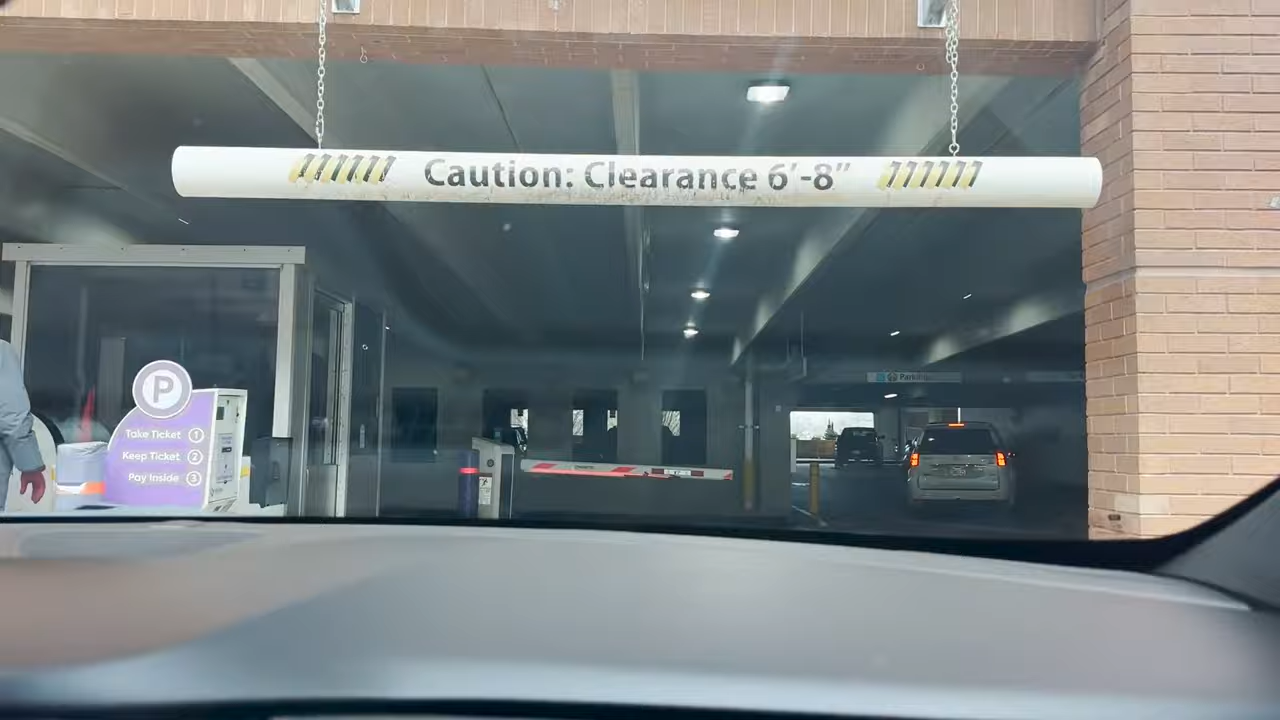 Caution: Clearance 6'-8"
P
Take Ticket 1
Keep Ticket 2
Pay Inside 3